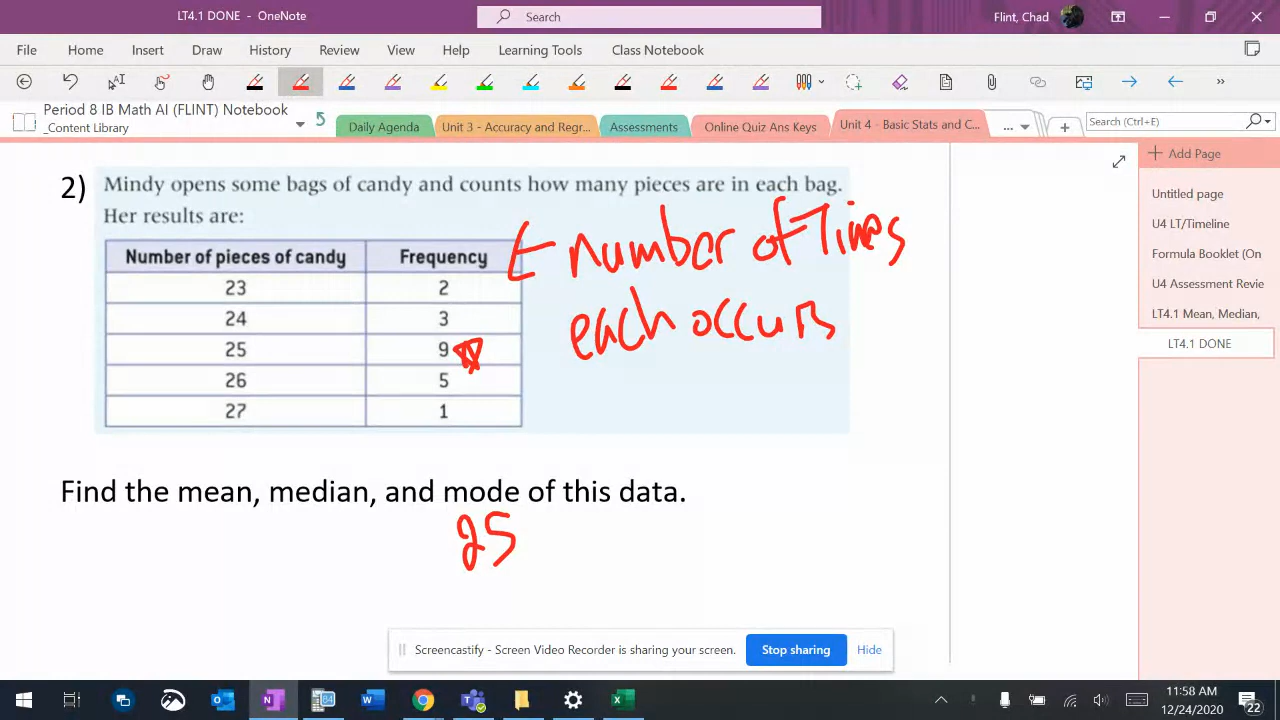 LT4.1 DONE - OneNote
Search
Flint, Chad
File Home Insert Draw History Review View Help Learning Tools Class Notebook
Period 8 IB Math AI (FLINT) Notebook
_Content Library
Daily Agenda
Unit 3 - Accuracy and Regr...
Assessments
Online Quiz Ans Keys
Unit 4 - Basic Stats and C...
...
Search (Ctrl+E)
Add Page
Untitled page
U4 LT/Timeline
Formula Booklet (On
U4 Assessment Revie
LT4.1 Mean, Median,
LT4.1 DONE
2) Mindy opens some bags of candy and counts how many pieces are in each bag.
Her results are:
Number of pieces of candy Frequency
23 2
24 3
25 9
26 5
27 1
number of times
each occurs
Find the mean, median, and mode of this data.
25
Screencastify - Screen Video Recorder is sharing your screen.
Stop sharing
Hide
11:58 AM
12/24/2020
22